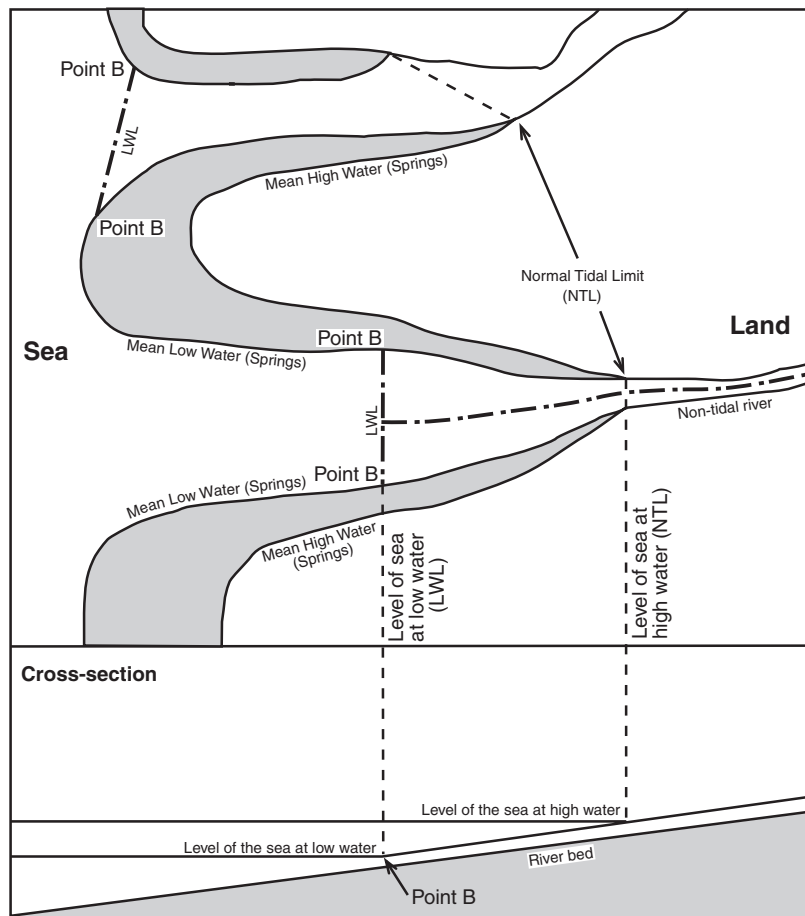 Point B
LWL
Mean High Water (Springs)
Point B
Normal Tidal Limit
(NTL)
Land
Sea
Point B
Mean Low Water (Springs)
Non-tidal river
LWL
Point B
Mean Low Water (Springs)
Mean High Water
(Springs)
Level of sea
at low water
(LWL)
Level of sea at
high water (NTL)
Cross-section
Level of the sea at high water
Level of the sea at low water
River bed
Point B